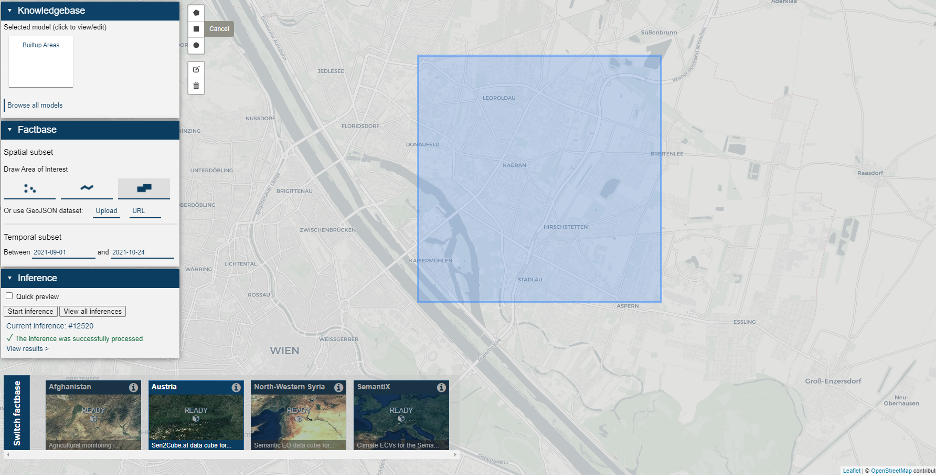 Knowledgebase
Selected model (click to view/edit)
Builtup Areas
Browse all models
Factbase
Spatial subset
Draw Area of Interest
Or use GeoJSON dataset: Upload URL
Temporal subset
Between 2021-09-01 and 2021-10-24
Inference
Quick preview
Start inference View all inferences
Current inference: #12520
The inference was successfully processed
View results >
Cancel
Süßenbrunn
JEDLESEE
LEOPOLDAU
NUSSDORF
FLORIDSDORF
DONAUFELD
BREITENLEE
KAGRAN
UNTERDÖBLING
Raasdorf
BRIGITTENAU
OBERDÖBLING
ZWISCHENBRÜCKEN
HIRSCHSTETTEN
KAISERMÜHLEN
WÄHRING
LICHTENTAL
STADLAU
ROSSAU
ASPERN
ESSLING
WEISSGERBER
WIEN
Groß-Enzersdorf
Neu-
Oberhausen
Switch factbase
Afghanistan
READY
Agricultural monitoring ...
Austria
READY
Sen2Cube.at data cube for...
North-Western Syria
READY
Semantic EO data cube for...
SemantiX
READY
Climate ECVs for the Sema...
Leaflet | © OpenStreetMap contribut